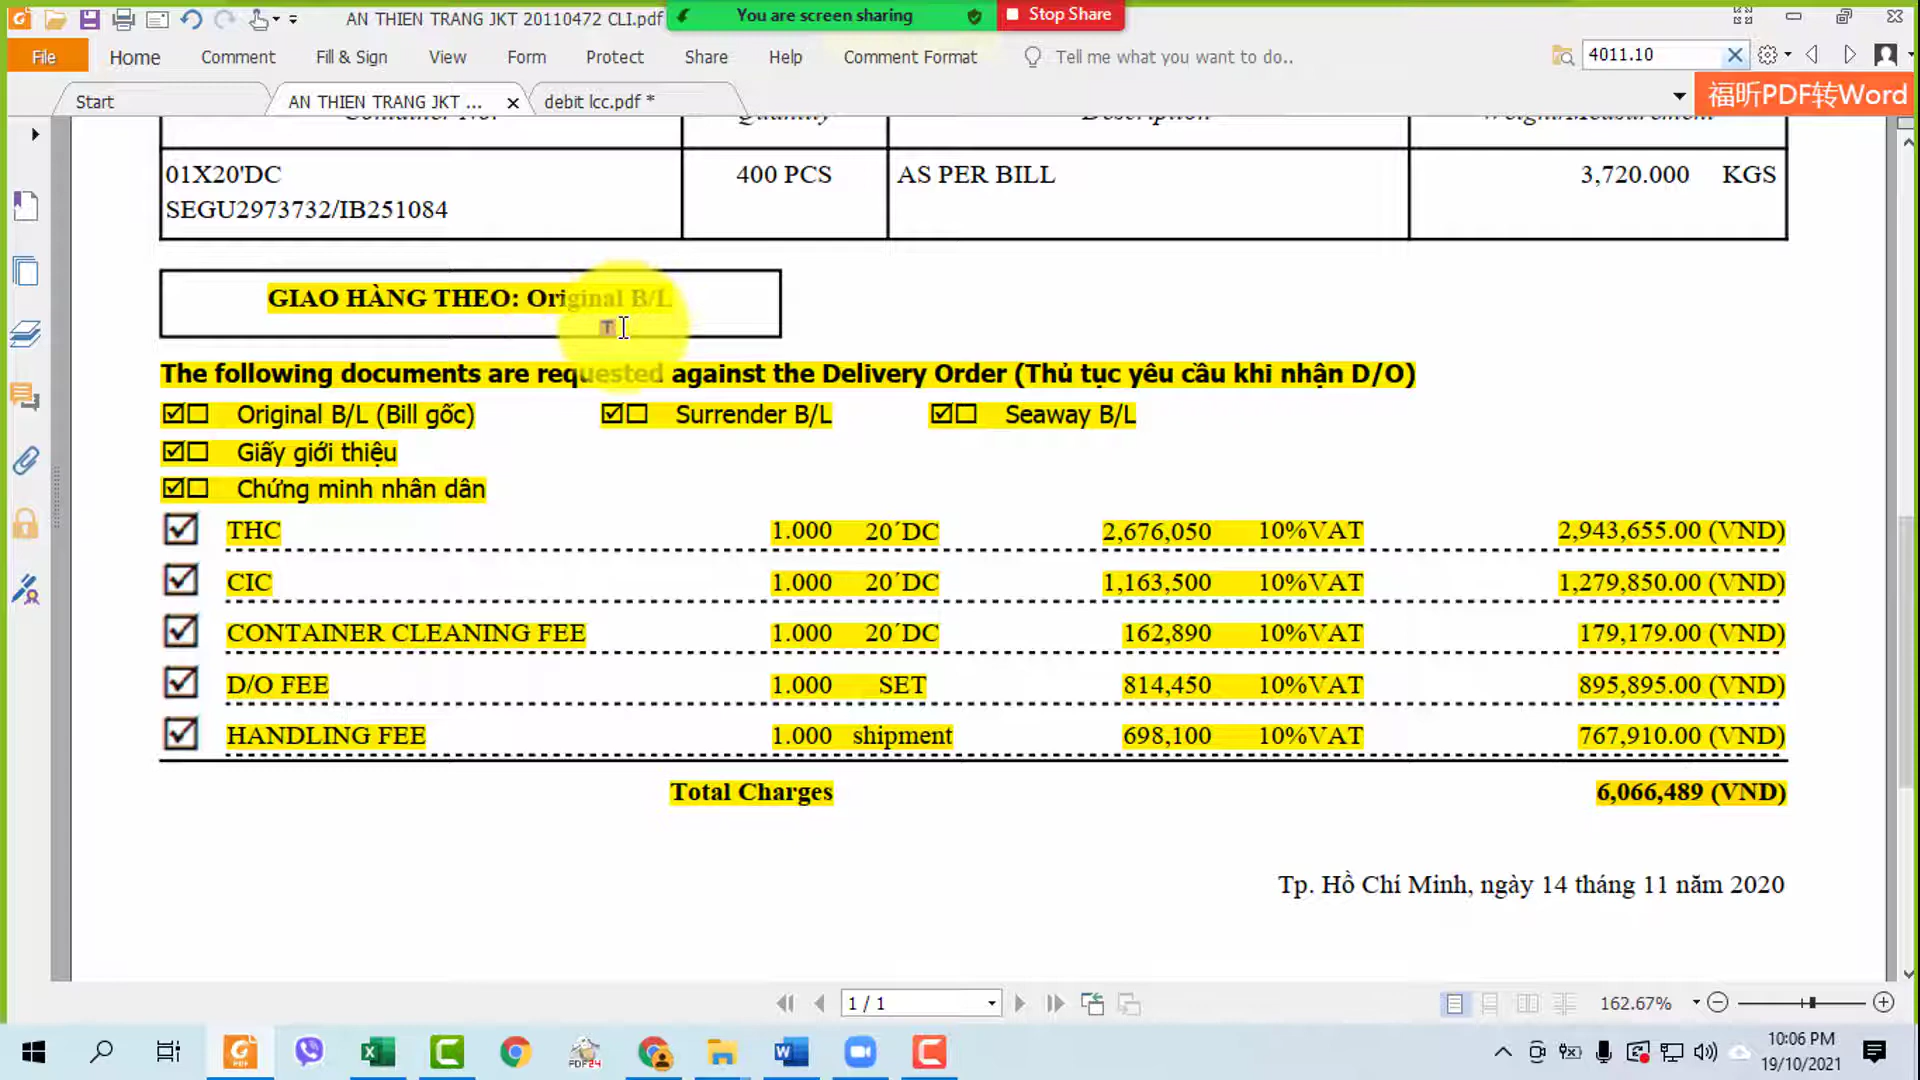 AN THIEN TRANG JKT 20110472 CLI.pdf
You are screen sharing
Stop Share
File Home Comment Fill & Sign View Form Protect Share Help Comment Format Tell me what you want to do.. 4011.10
Start AN THIEN TRANG JKT ... debit lcc.pdf * 福昕PDF转Word
Container No. Quantity Description Weight/Measurement
01X20'DC 400 PCS AS PER BILL 3,720.000 KGS
SEGU2973732/IB251084
GIAO HÀNG THEO: Original B/L
The following documents are requested against the Delivery Order (Thủ tục yêu cầu khi nhận D/O)
Original B/L (Bill gốc) Surrender B/L Seaway B/L
Giấy giới thiệu
Chứng minh nhân dân
THC 1.000 20´DC 2,676,050 10%VAT 2,943,655.00 (VND)
CIC 1.000 20´DC 1,163,500 10%VAT 1,279,850.00 (VND)
CONTAINER CLEANING FEE 1.000 20´DC 162,890 10%VAT 179,179.00 (VND)
D/O FEE 1.000 SET 814,450 10%VAT 895,895.00 (VND)
HANDLING FEE 1.000 shipment 698,100 10%VAT 767,910.00 (VND)
Total Charges 6,066,489 (VND)
Tp. Hồ Chí Minh, ngày 14 tháng 11 năm 2020
1 / 1 162.67%
10:06 PM
19/10/2021